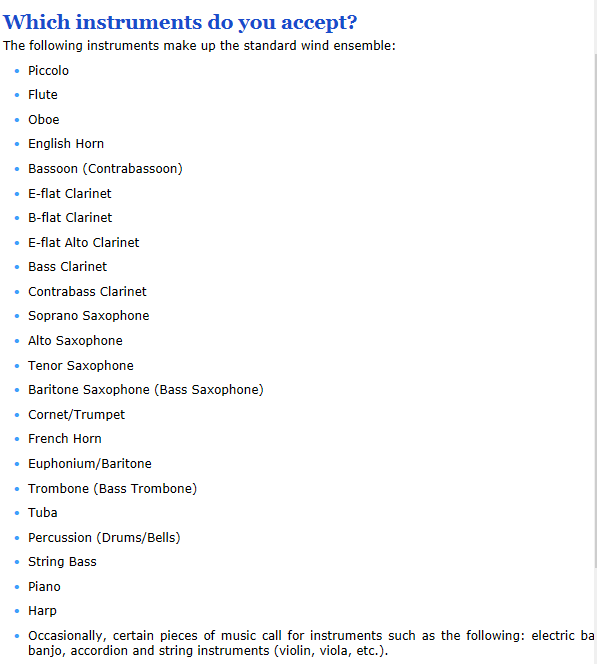 Which instruments do you accept?
The following instruments make up the standard wind ensemble:
• Piccolo
• Flute
• Oboe
• English Horn
• Bassoon (Contrabassoon)
• E-flat Clarinet
• B-flat Clarinet
• E-flat Alto Clarinet
• Bass Clarinet
• Contrabass Clarinet
• Soprano Saxophone
• Alto Saxophone
• Tenor Saxophone
• Baritone Saxophone (Bass Saxophone)
• Cornet/Trumpet
• French Horn
• Euphonium/Baritone
• Trombone (Bass Trombone)
• Tuba
• Percussion (Drums/Bells)
• String Bass
• Piano
• Harp
• Occasionally, certain pieces of music call for instruments such as the following: electric ba
banjo, accordion and string instruments (violin, viola, etc.).